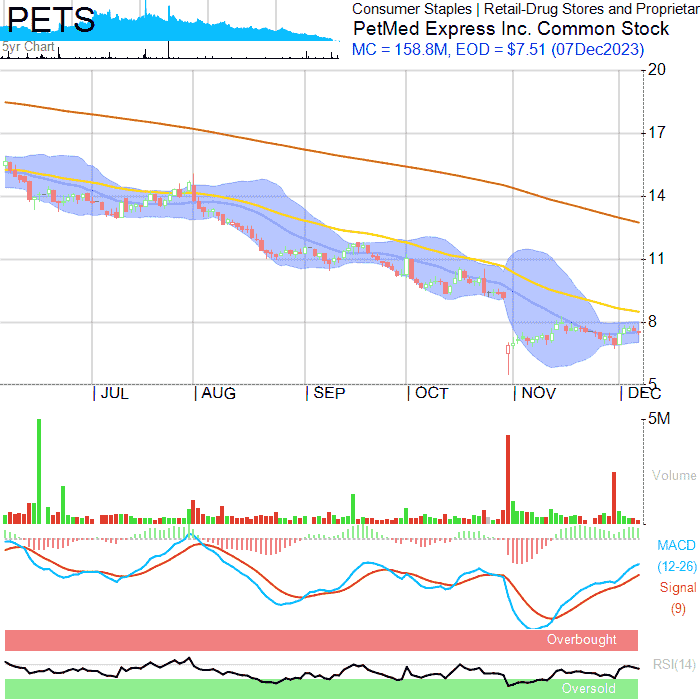 PETS
5yr Chart
Consumer Staples | Retail-Drug Stores and Proprietar
PetMed Express Inc. Common Stock
MC = 158.8M, EOD = $7.51 (07Dec2023)
20
17
14
11
8
5
JUL AUG SEP OCT NOV DEC
5M
Volume
MACD
(12-26)
Signal
(9)
Overbought
RSI(14)
Oversold